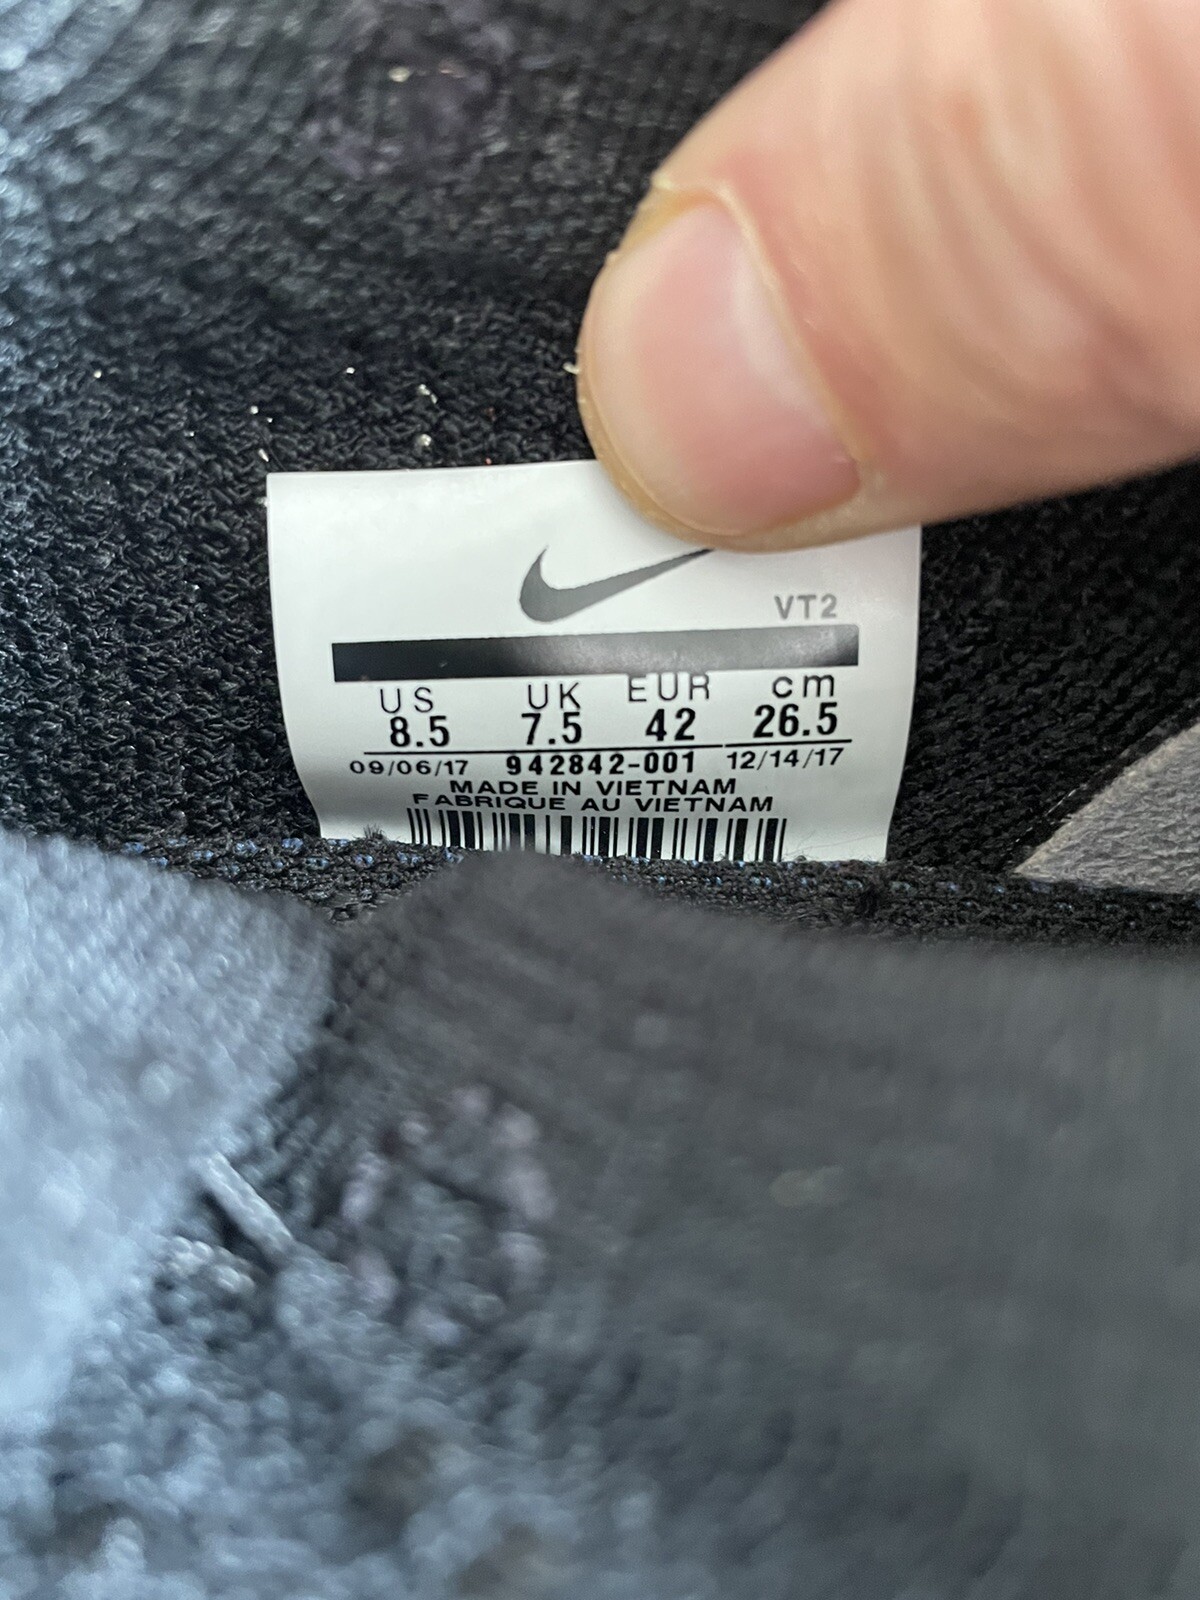 VT2
US UK EUR cm
8.5 7.5 42 26.5
09/06/17 942842-001 12/14/17
MADE IN VIETNAM
FABRIQUE AU VIETNAM